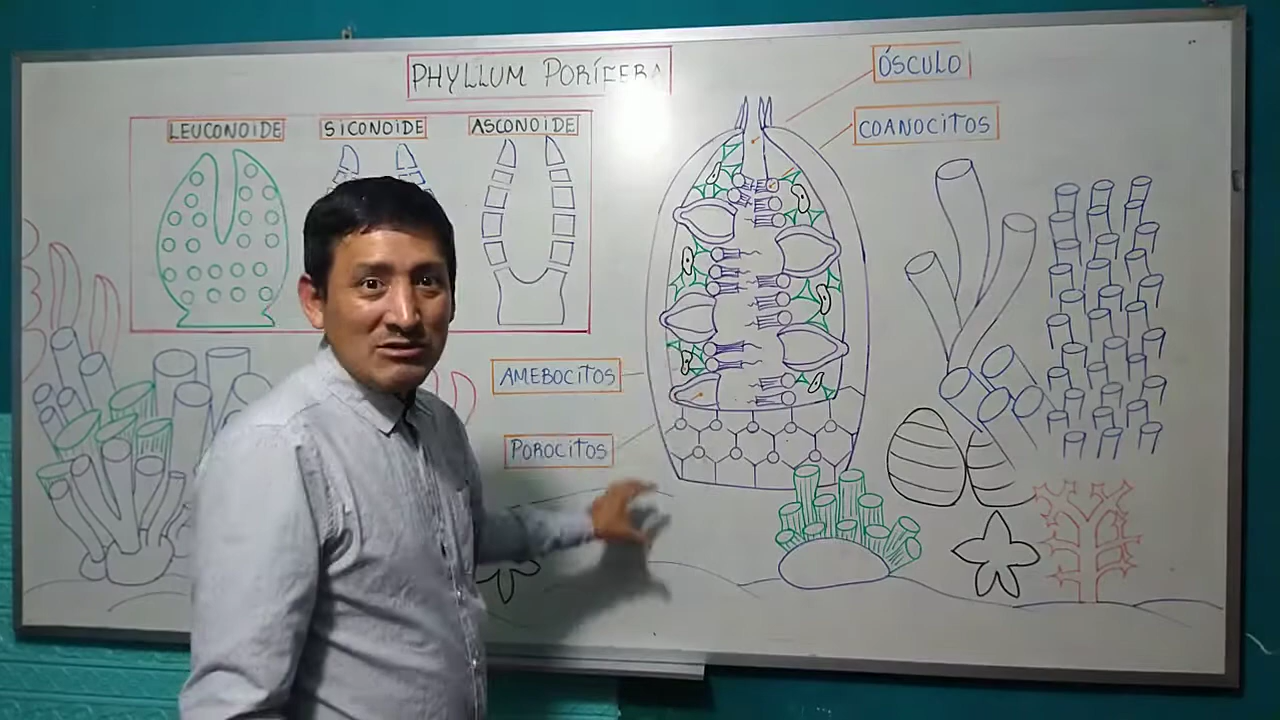 PHYLLUM PORÍFERA
LEUCONOIDE
SICONOIDE
ASCONOIDE
ÓSCULO
COANOCITOS
AMEBOCITOS
POROCITOS